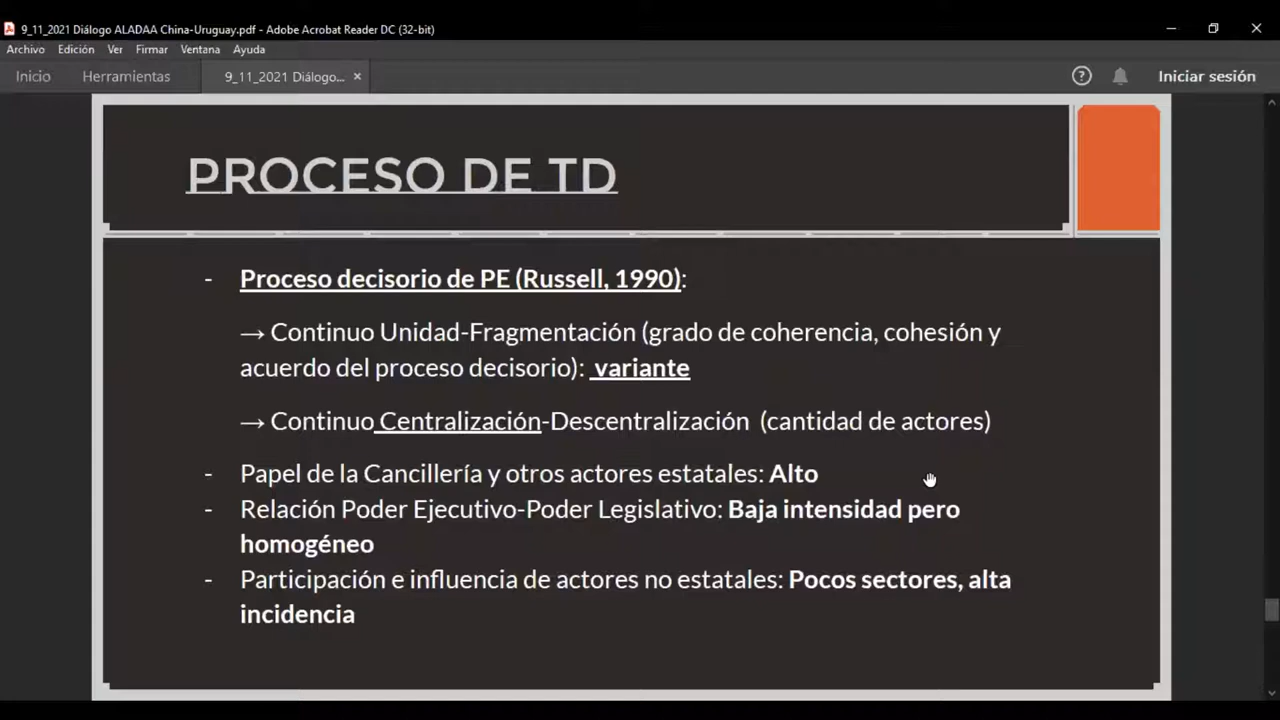 9_11_2021 Diálogo ALADAA China-Uruguay.pdf - Adobe Acrobat Reader DC (32-bit)
Archivo Edición Ver Firmar Ventana Ayuda
Inicio Herramientas 9_11_2021 Diálogo... × Iniciar sesión
PROCESO DE TD
- Proceso decisorio de PE (Russell, 1990):
→ Continuo Unidad-Fragmentación (grado de coherencia, cohesión y
acuerdo del proceso decisorio): variante
→ Continuo Centralización-Descentralización (cantidad de actores)
- Papel de la Cancillería y otros actores estatales: Alto
- Relación Poder Ejecutivo-Poder Legislativo: Baja intensidad pero
homogéneo
- Participación e influencia de actores no estatales: Pocos sectores, alta
incidencia